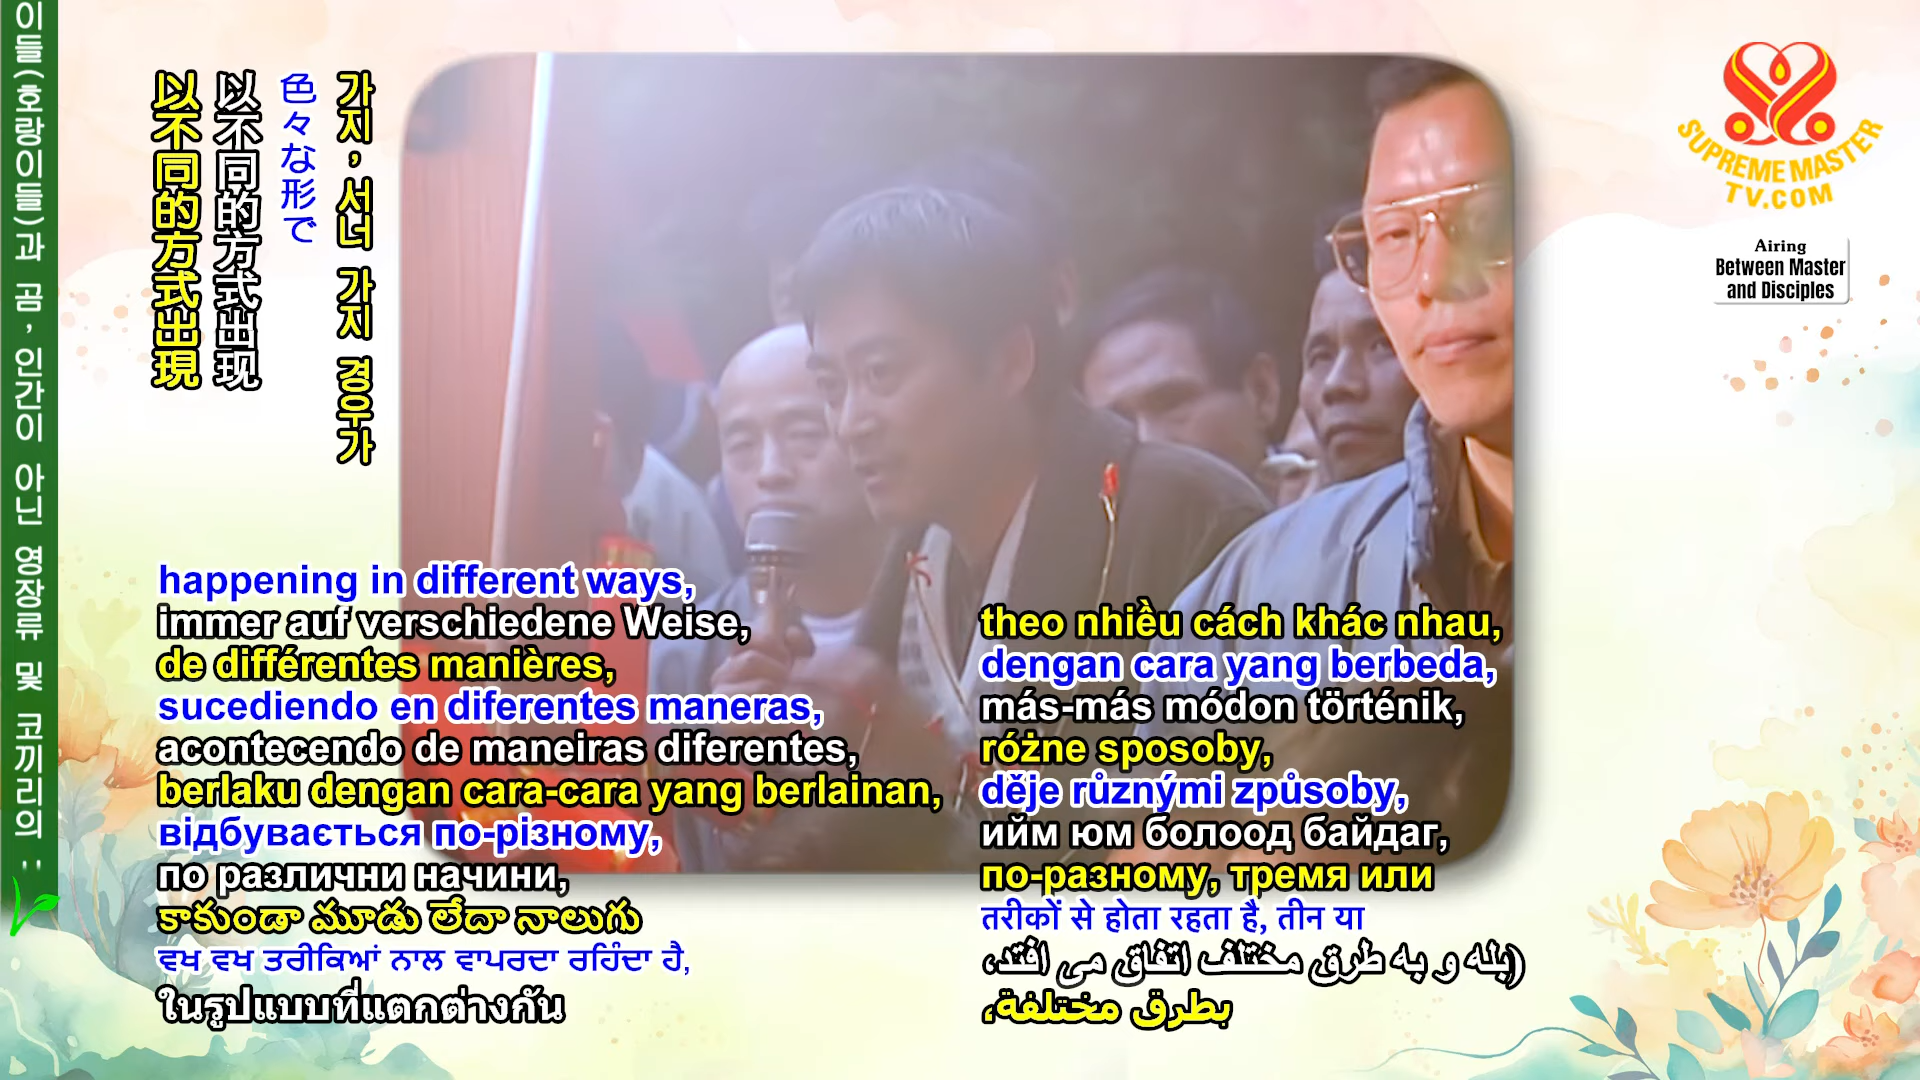 이들(호랑이들)과 곰, 인간이 아닌 영장류 및 코끼리의
以不同的方式出現
以不同的方式出现
色々な形で
가지, 서너 가지 경우가
SUPREME MASTER
TV.COM
Airing
Between Master
and Disciples
happening in different ways,
immer auf verschiedene Weise,
de différentes manières,
sucediendo en diferentes maneras,
acontecendo de maneiras diferentes,
berlaku dengan cara-cara yang berlainan,
відбувається по-різному,
по различни начини,
కాకుండా మూడు లేదా నాలుగు
ਵਖ ਵਖ ਤਰੀਕਿਆਂ ਨਾਲ ਵਾਪਰਦਾ ਰਹਿੰਦਾ ਹੈ,
ในรูปแบบที่แตกต่างกัน
theo nhiều cách khác nhau,
dengan cara yang berbeda,
más-más módon történik,
różne sposoby,
děje různými způsoby,
ийм юм болоод байдаг,
по-разному, тремя или
तरीकों से होता रहता है, तीन या
(بله و به طرق مختلف اتفاق می افتد،
بطرق مختلفة،